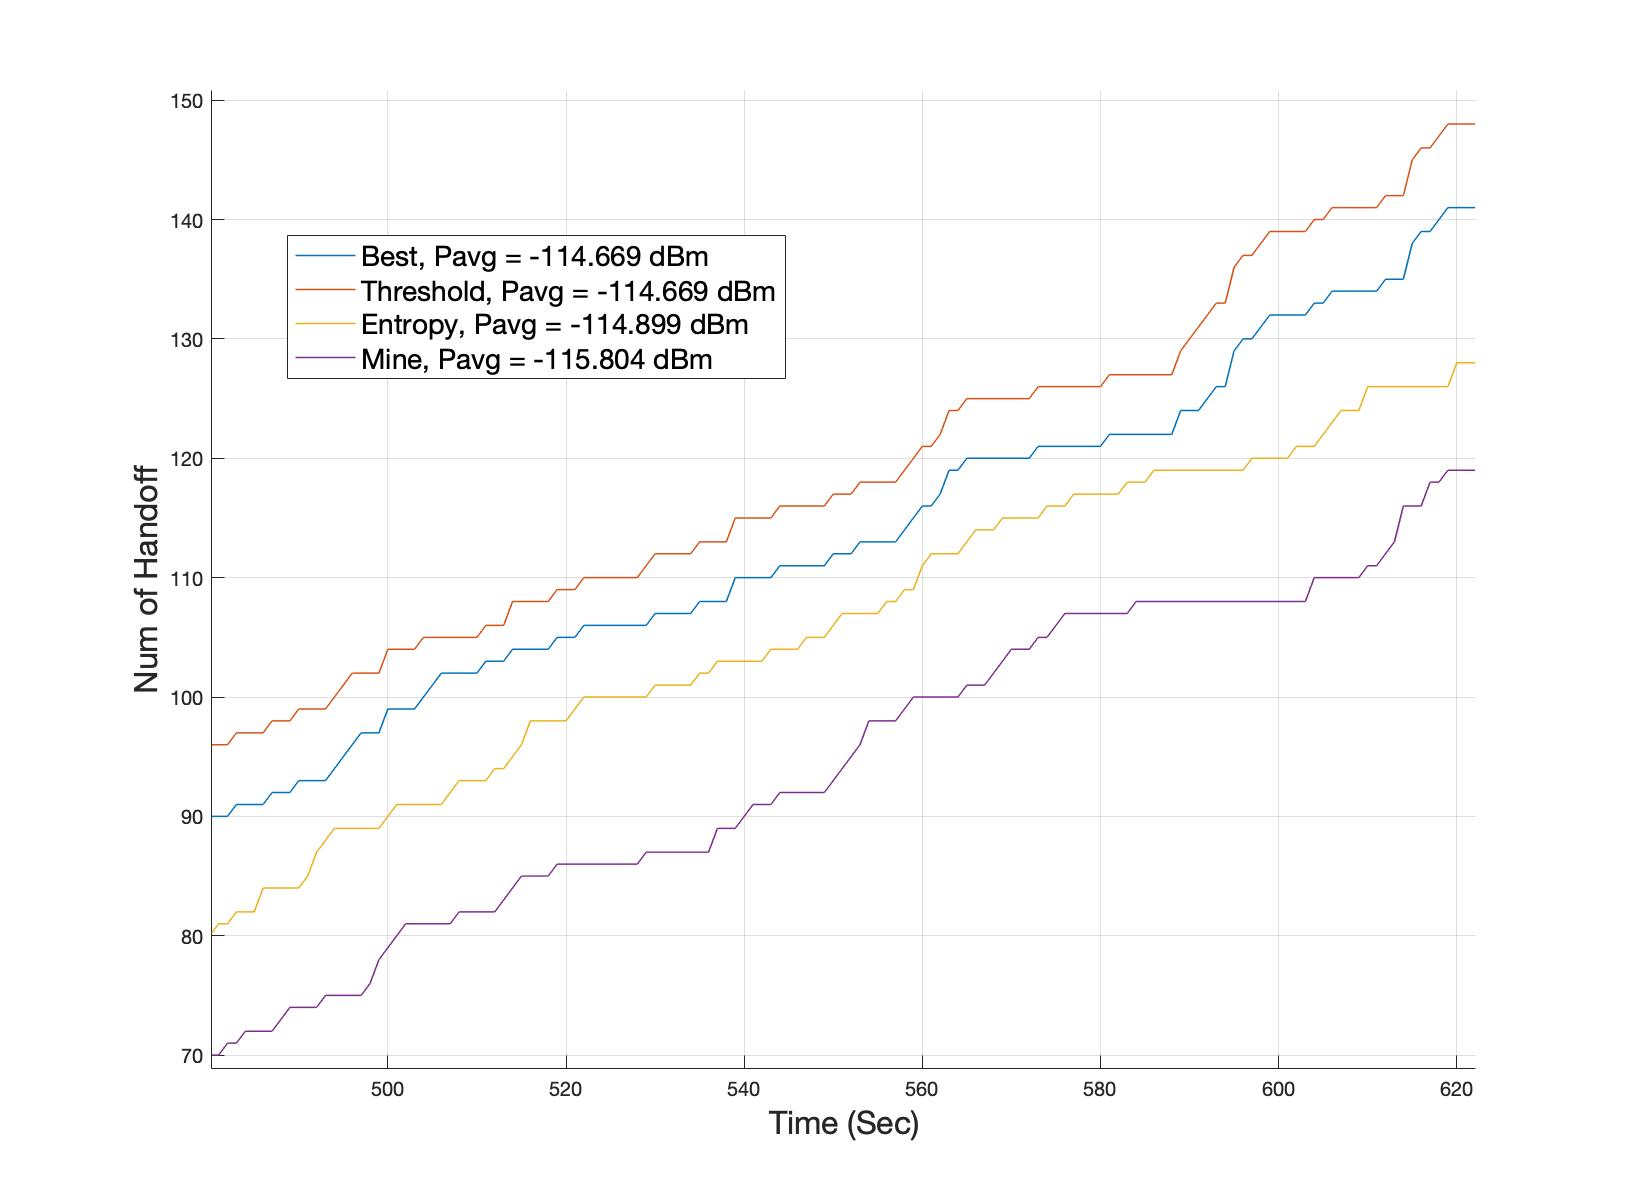 150
140
130
120
110
100
90
80
70
Num of Handoff
Best, Pavg = -114.669 dBm
Threshold, Pavg = -114.669 dBm
Entropy, Pavg = -114.899 dBm
Mine, Pavg = -115.804 dBm
500 520 540 560 580 600 620
Time (Sec)